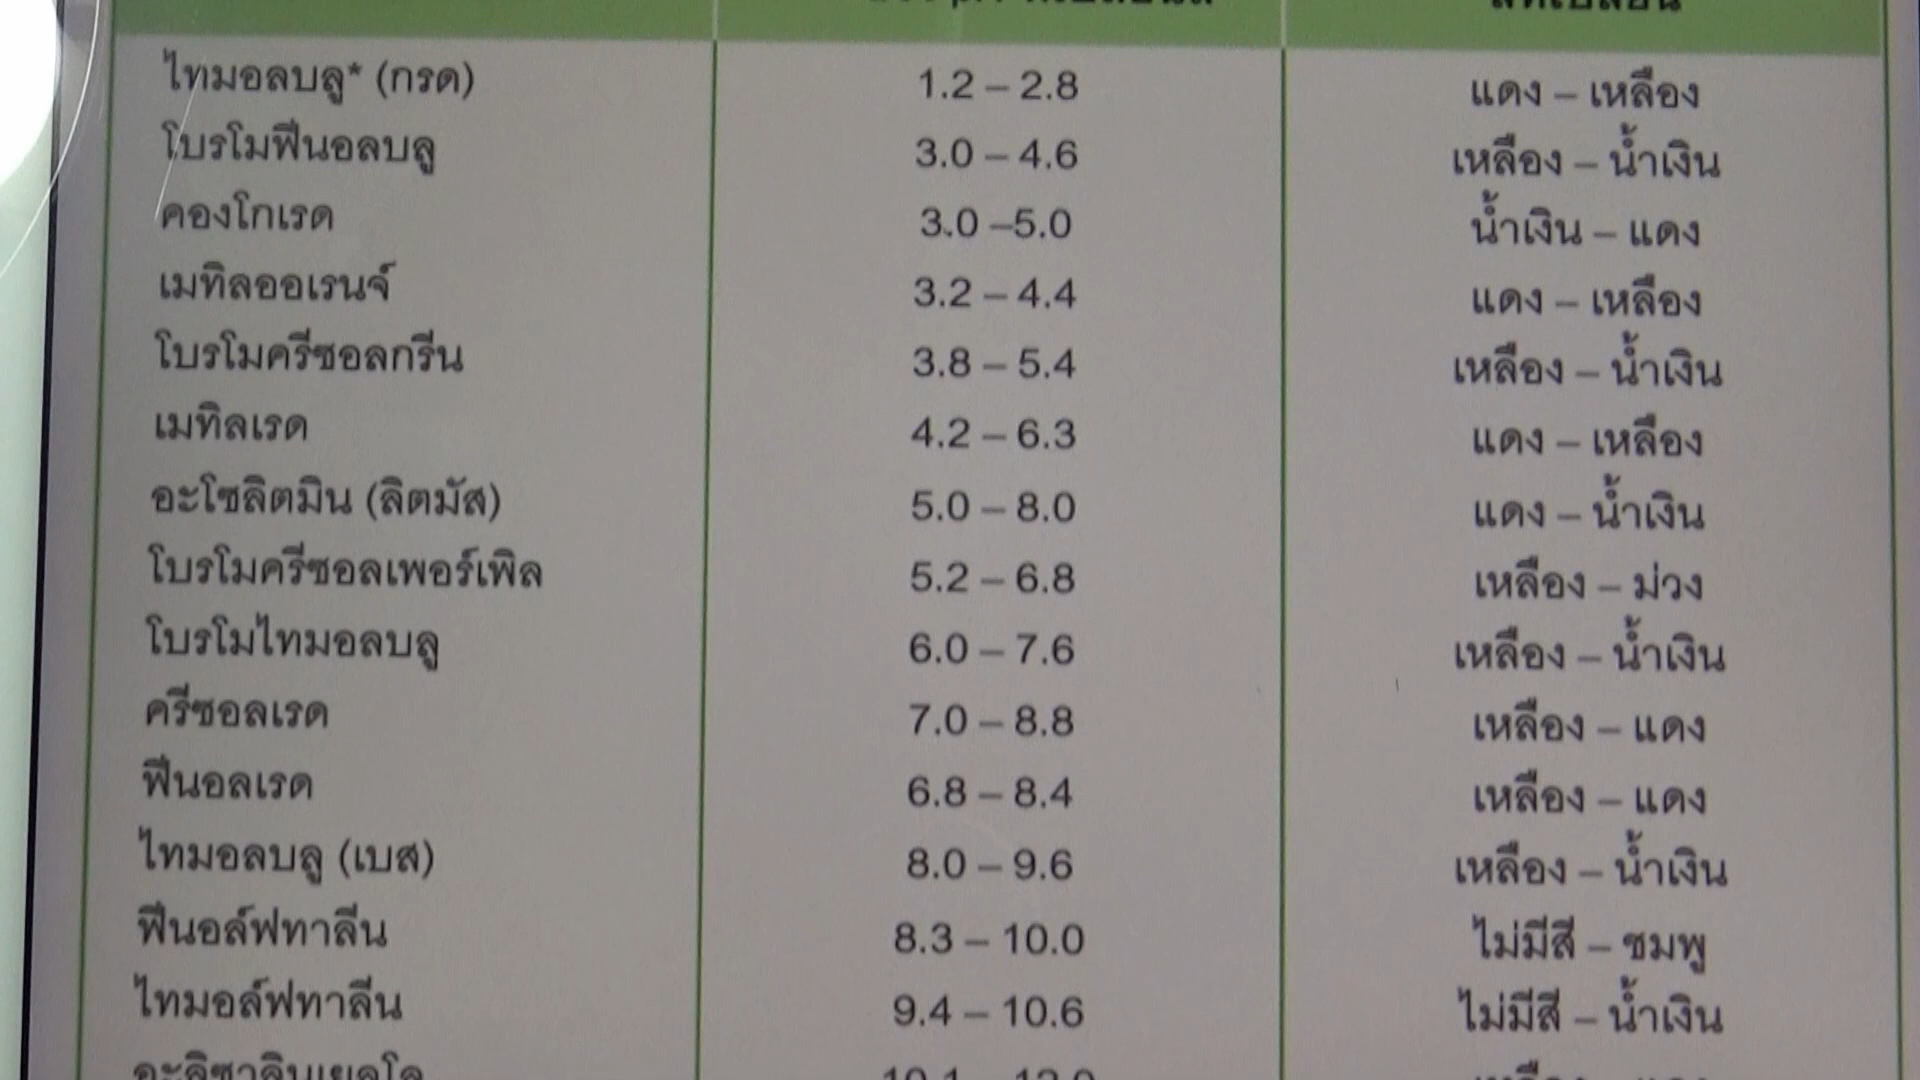 ไทมอลบลู* (กรด) 1.2 – 2.8 แดง – เหลือง
โบรโมฟีนอลบลู 3.0 – 4.6 เหลือง – น้ำเงิน
คองโกเรด 3.0 –5.0 น้ำเงิน – แดง
เมทิลออเรนจ์ 3.2 – 4.4 แดง – เหลือง
โบรโมครีซอลกรีน 3.8 – 5.4 เหลือง – น้ำเงิน
เมทิลเรด 4.2 – 6.3 แดง – เหลือง
อะโซลิตมิน (ลิตมัส) 5.0 – 8.0 แดง – น้ำเงิน
โบรโมครีซอลเพอร์เพิล 5.2 – 6.8 เหลือง – ม่วง
โบรโมไทมอลบลู 6.0 – 7.6 เหลือง – น้ำเงิน
ครีซอลเรด 7.0 – 8.8 เหลือง – แดง
ฟีนอลเรด 6.8 – 8.4 เหลือง – แดง
ไทมอลบลู (เบส) 8.0 – 9.6 เหลือง – น้ำเงิน
ฟีนอล์ฟทาลีน 8.3 – 10.0 ไม่มีสี – ชมพู
ไทมอล์ฟทาลีน 9.4 – 10.6 ไม่มีสี – น้ำเงิน